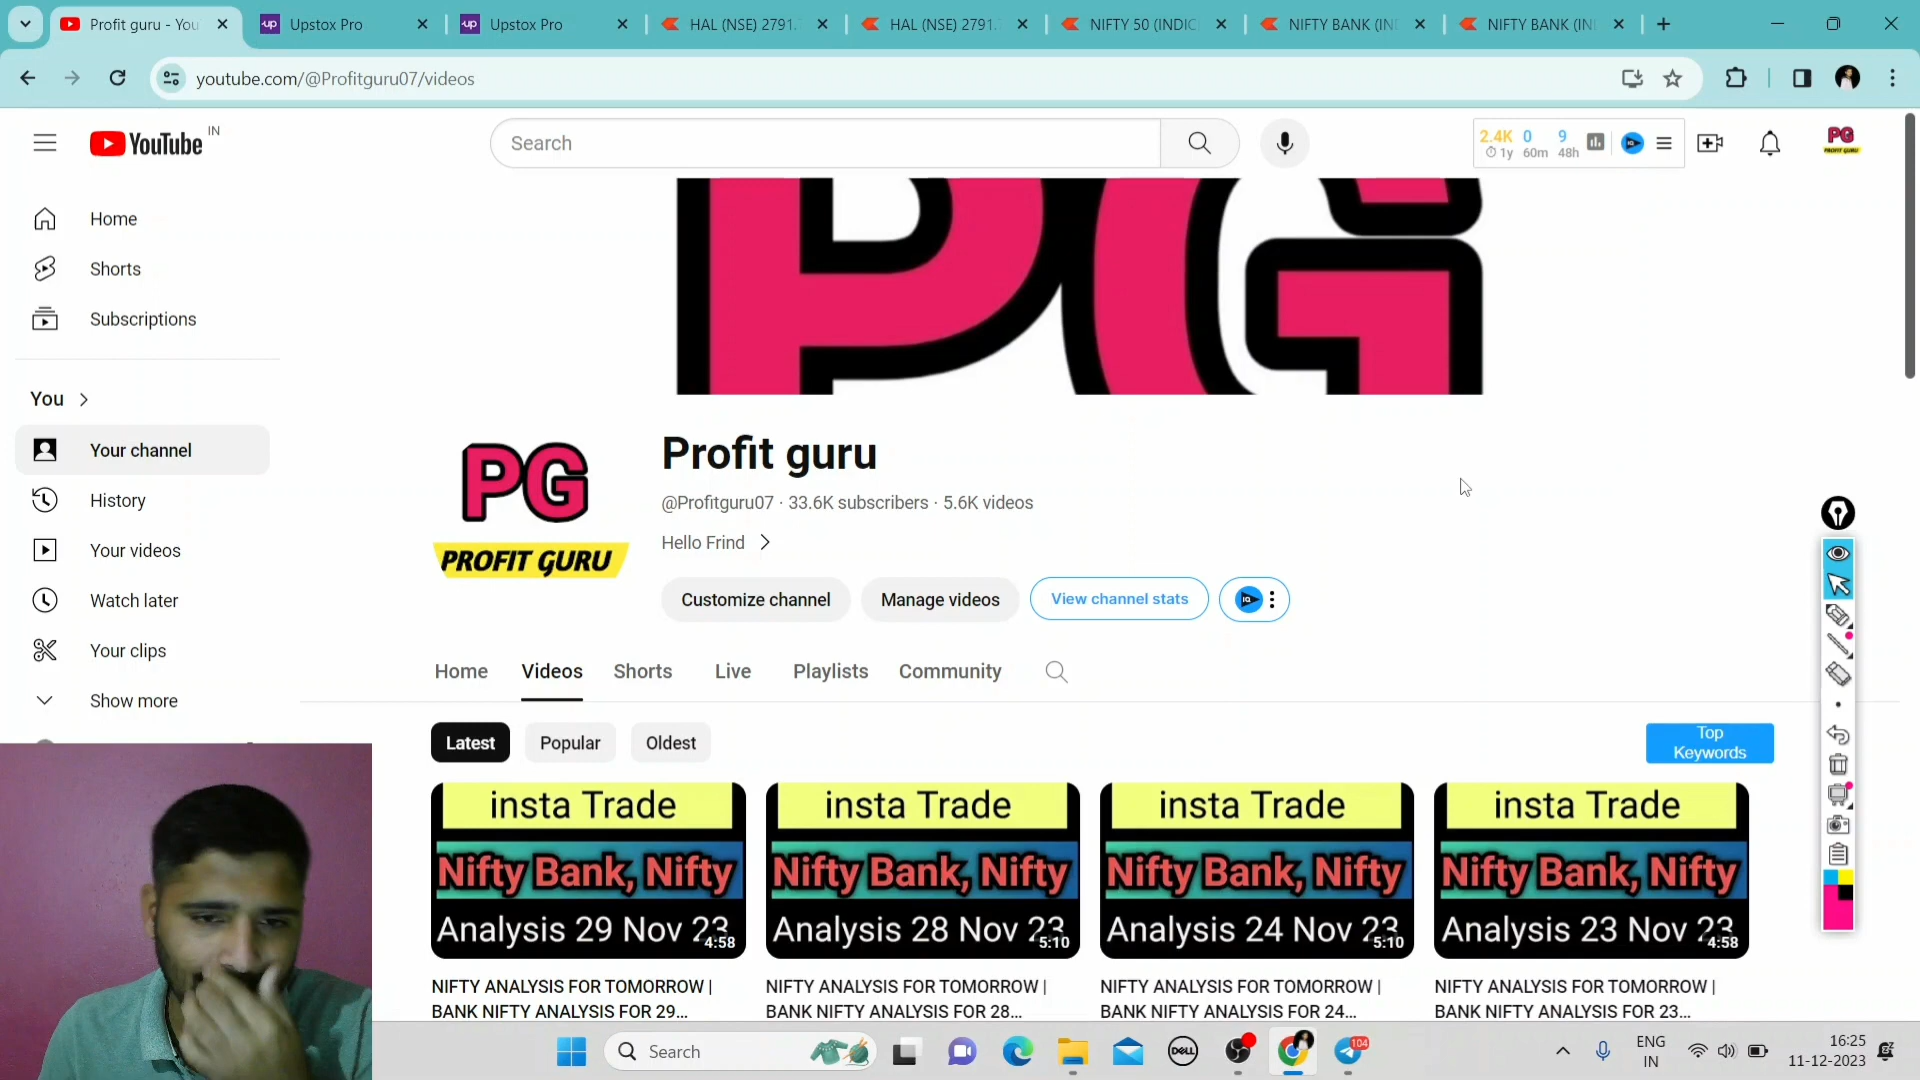 Profit guru - You
Upstox Pro
Upstox Pro
HAL (NSE) 2791.
HAL (NSE) 2791.
NIFTY 50 (INDIC
NIFTY BANK (IN
NIFTY BANK (IN
youtube.com/@Profitguru07/videos
YouTube IN
Search
2.4K 0 9
1y 60m 48h
PG
PROFIT GURU
PG
Home
Shorts
Subscriptions
You
Your channel
History
Your videos
Watch later
Your clips
Show more
PG
PROFIT GURU
Profit guru
@Profitguru07 · 33.6K subscribers · 5.6K videos
Hello Frind
Customize channel
Manage videos
View channel stats
IQ
Home
Videos
Shorts
Live
Playlists
Community
Latest
Popular
Oldest
Top
Keywords
insta Trade
Nifty Bank, Nifty
Analysis 29 Nov 23
4:58
NIFTY ANALYSIS FOR TOMORROW |
BANK NIFTY ANALYSIS FOR 29...
insta Trade
Nifty Bank, Nifty
Analysis 28 Nov 23
5:10
NIFTY ANALYSIS FOR TOMORROW |
BANK NIFTY ANALYSIS FOR 28...
insta Trade
Nifty Bank, Nifty
Analysis 24 Nov 23
5:10
NIFTY ANALYSIS FOR TOMORROW |
BANK NIFTY ANALYSIS FOR 24...
insta Trade
Nifty Bank, Nifty
Analysis 23 Nov 23
4:58
NIFTY ANALYSIS FOR TOMORROW |
BANK NIFTY ANALYSIS FOR 23...
Search
DELL
104
ENG
IN
16:25
11-12-2023